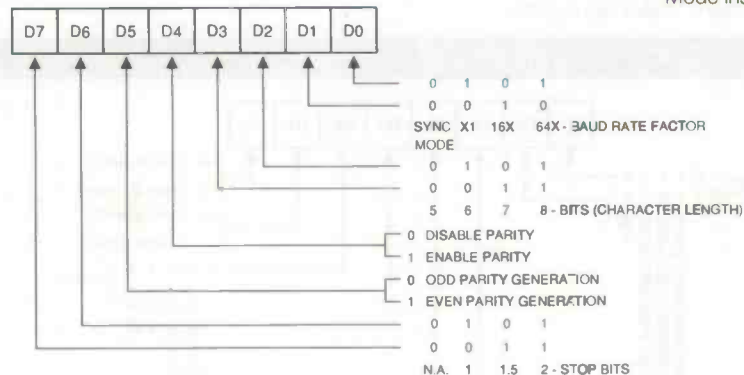 D7 D6 D5 D4 D3 D2 D1 D0
0 1 0 1
0 0 1 0
SYNC X1 16X 64X - BAUD RATE FACTOR
MODE
0 1 0 1
0 0 1 1
5 6 7 8 - BITS (CHARACTER LENGTH)
0 DISABLE PARITY
1 ENABLE PARITY
0 ODD PARITY GENERATION
1 EVEN PARITY GENERATION
0 1 0 1
0 0 1 1
N.A. 1 1.5 2 - STOP BITS